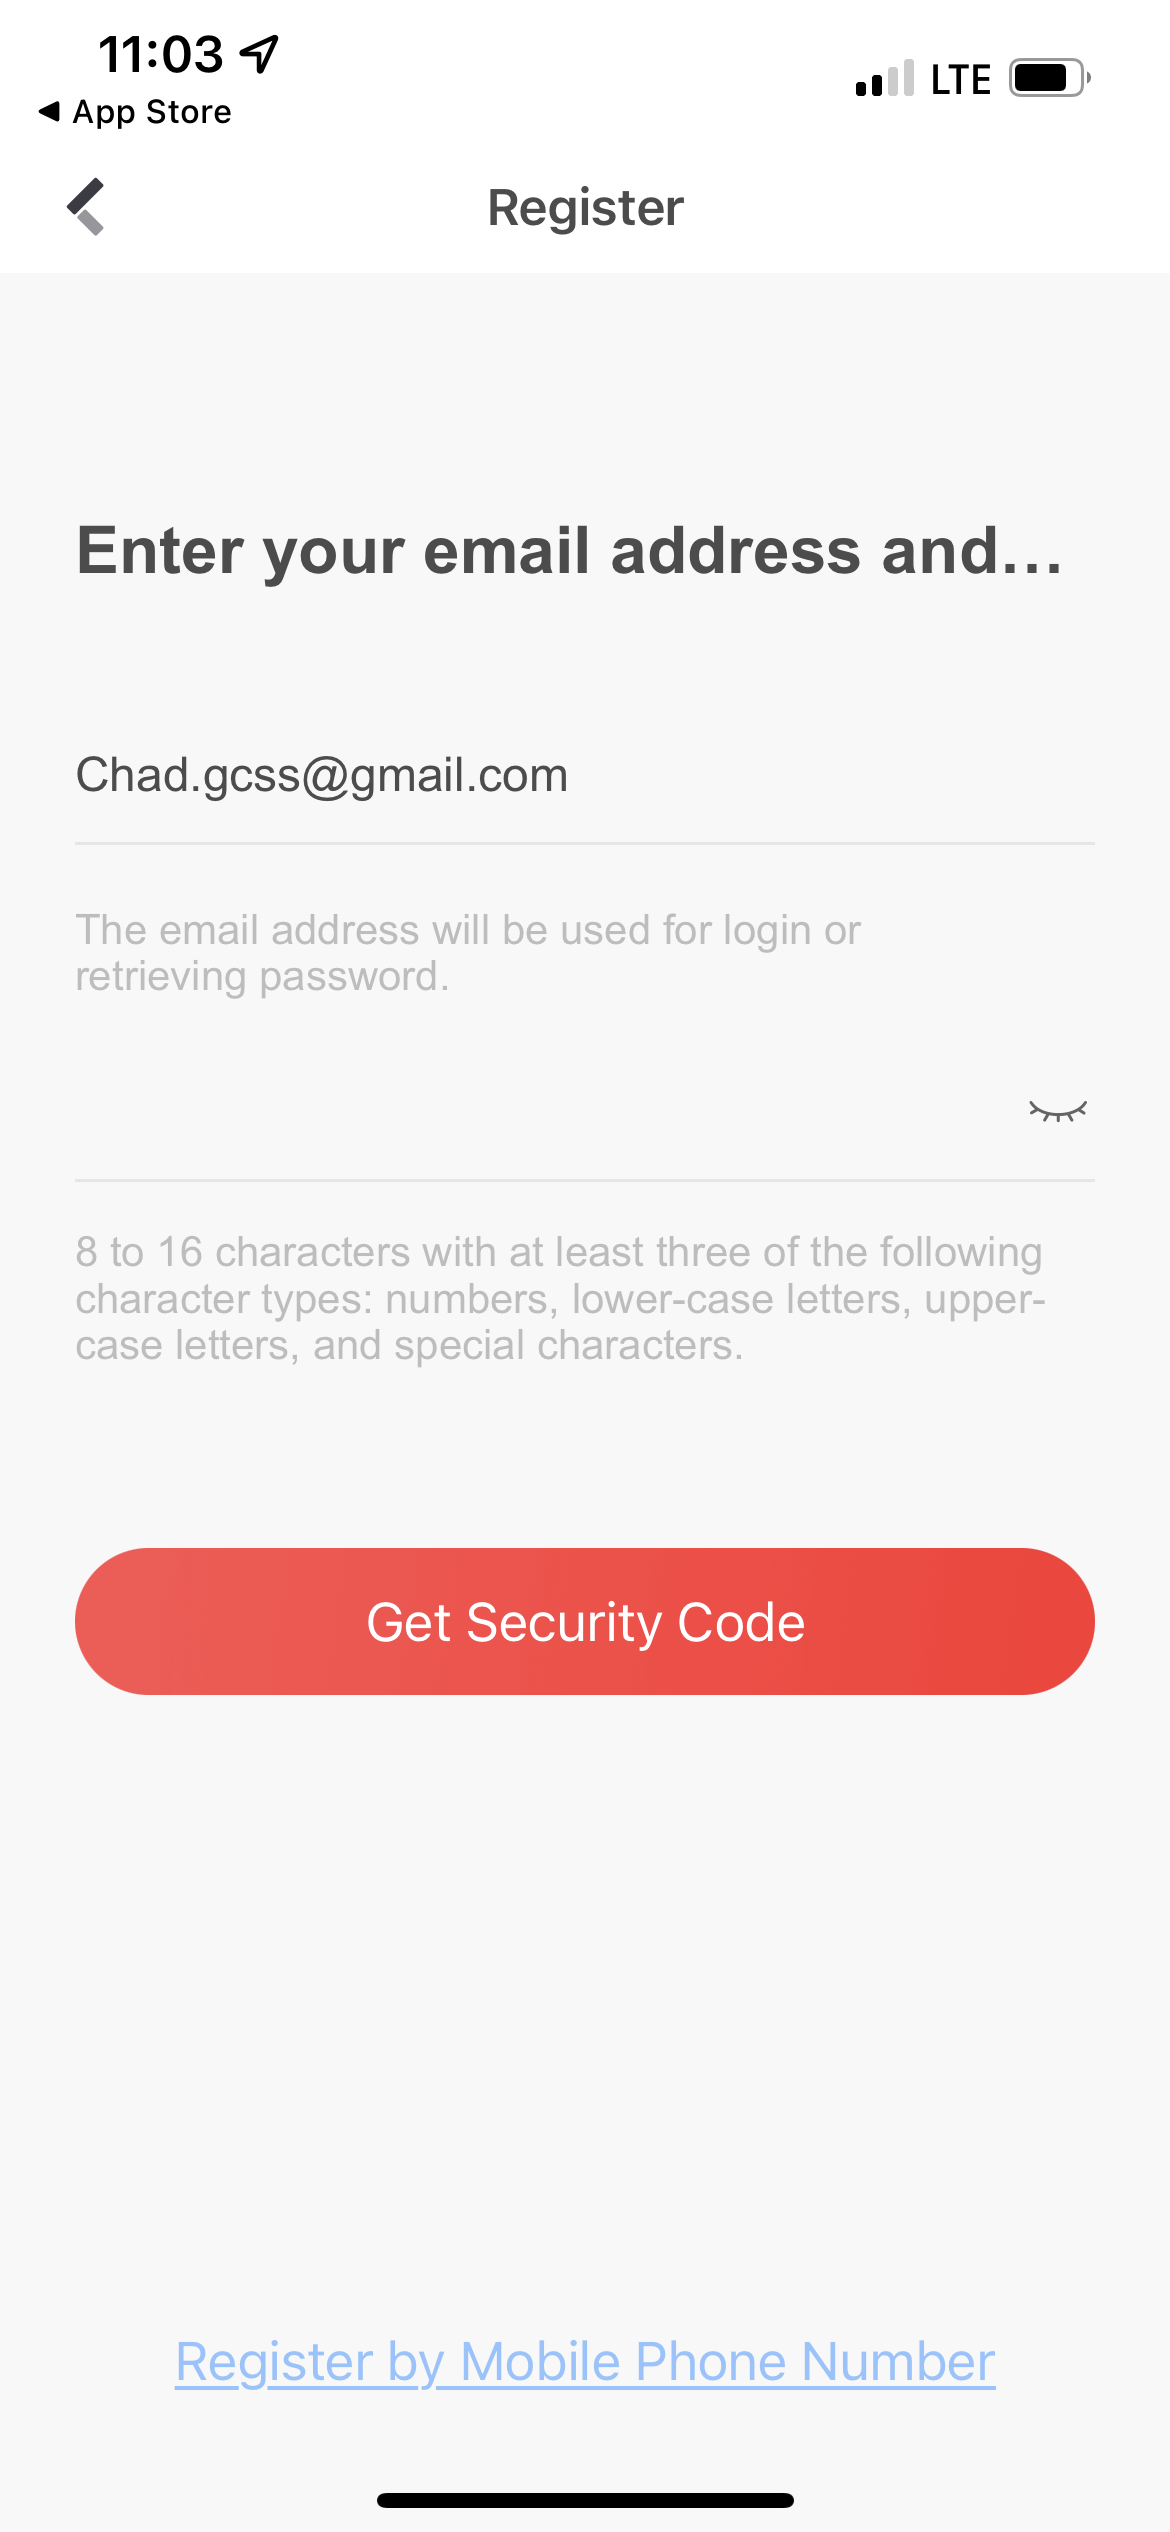 11:03
LTE
◀ App Store
Register
Enter your email address and...
Chad.gcss@gmail.com
The email address will be used for login or
retrieving password.
8 to 16 characters with at least three of the following
character types: numbers, lower-case letters, upper-
case letters, and special characters.
Get Security Code
Register by Mobile Phone Number